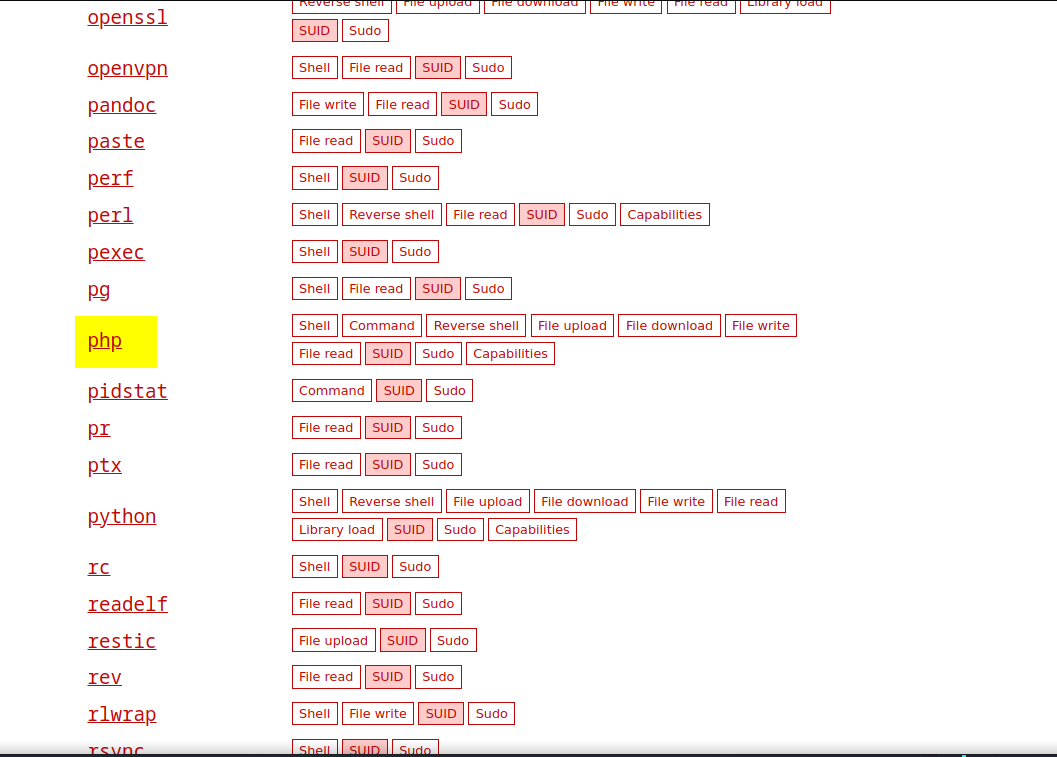 openssl Reverse shell File upload File download File write File read Library load
SUID Sudo
openvpn Shell File read SUID Sudo
pandoc File write File read SUID Sudo
paste File read SUID Sudo
perf Shell SUID Sudo
perl Shell Reverse shell File read SUID Sudo Capabilities
pexec Shell SUID Sudo
pg Shell File read SUID Sudo
php Shell Command Reverse shell File upload File download File write
File read SUID Sudo Capabilities
pidstat Command SUID Sudo
pr File read SUID Sudo
ptx File read SUID Sudo
python Shell Reverse shell File upload File download File write File read
Library load SUID Sudo Capabilities
rc Shell SUID Sudo
readelf File read SUID Sudo
restic File upload SUID Sudo
rev File read SUID Sudo
rlwrap Shell File write SUID Sudo
rsync Shell SUID Sudo